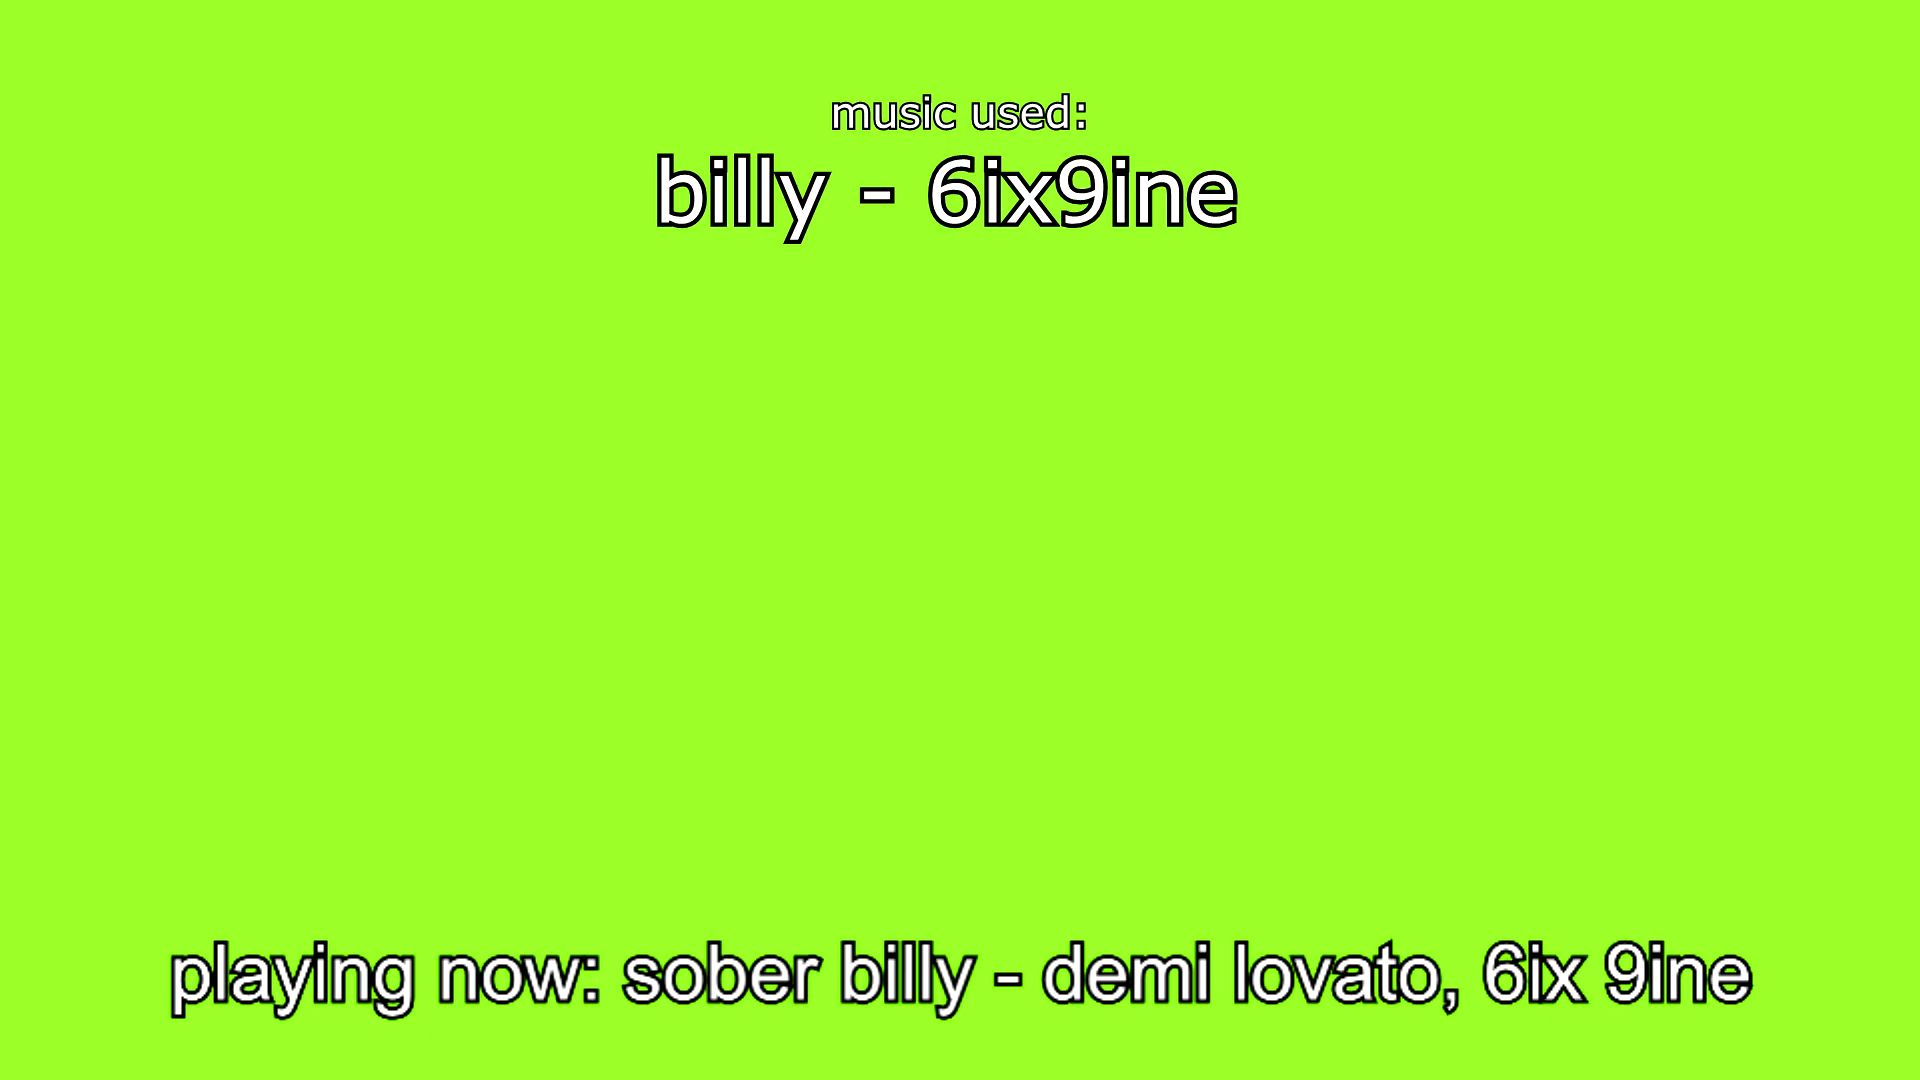 music used:
billy - 6ix9ine
playing now: sober billy - demi lovato, 6ix 9ine